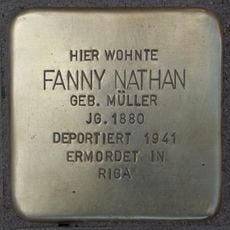 HIER WOHNTE
FANNY NATHAN
GEB. MÜLLER
JG. 1880
DEPORTIERT 1941
ERMORDET IN
RIGA